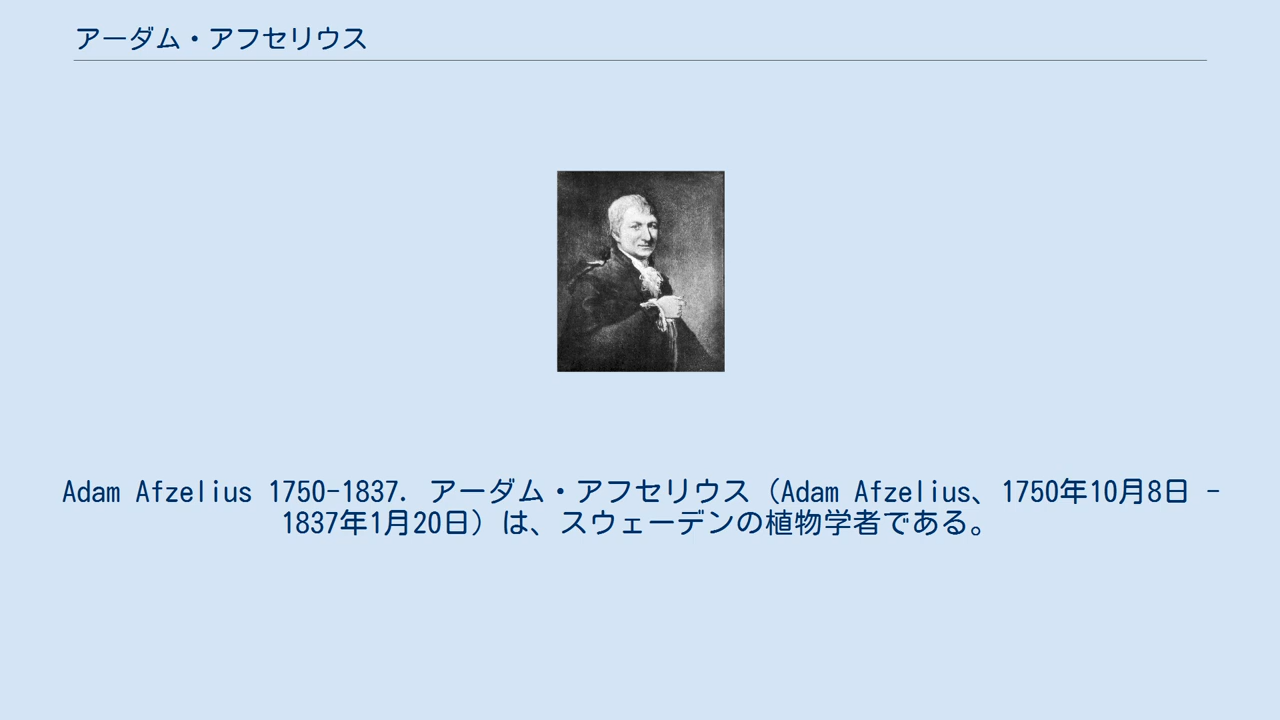 アーダム・アフセリウス
Adam Afzelius 1750-1837. アーダム・アフセリウス（Adam Afzelius、1750年10月8日 -
1837年1月20日）は、スウェーデンの植物学者である。